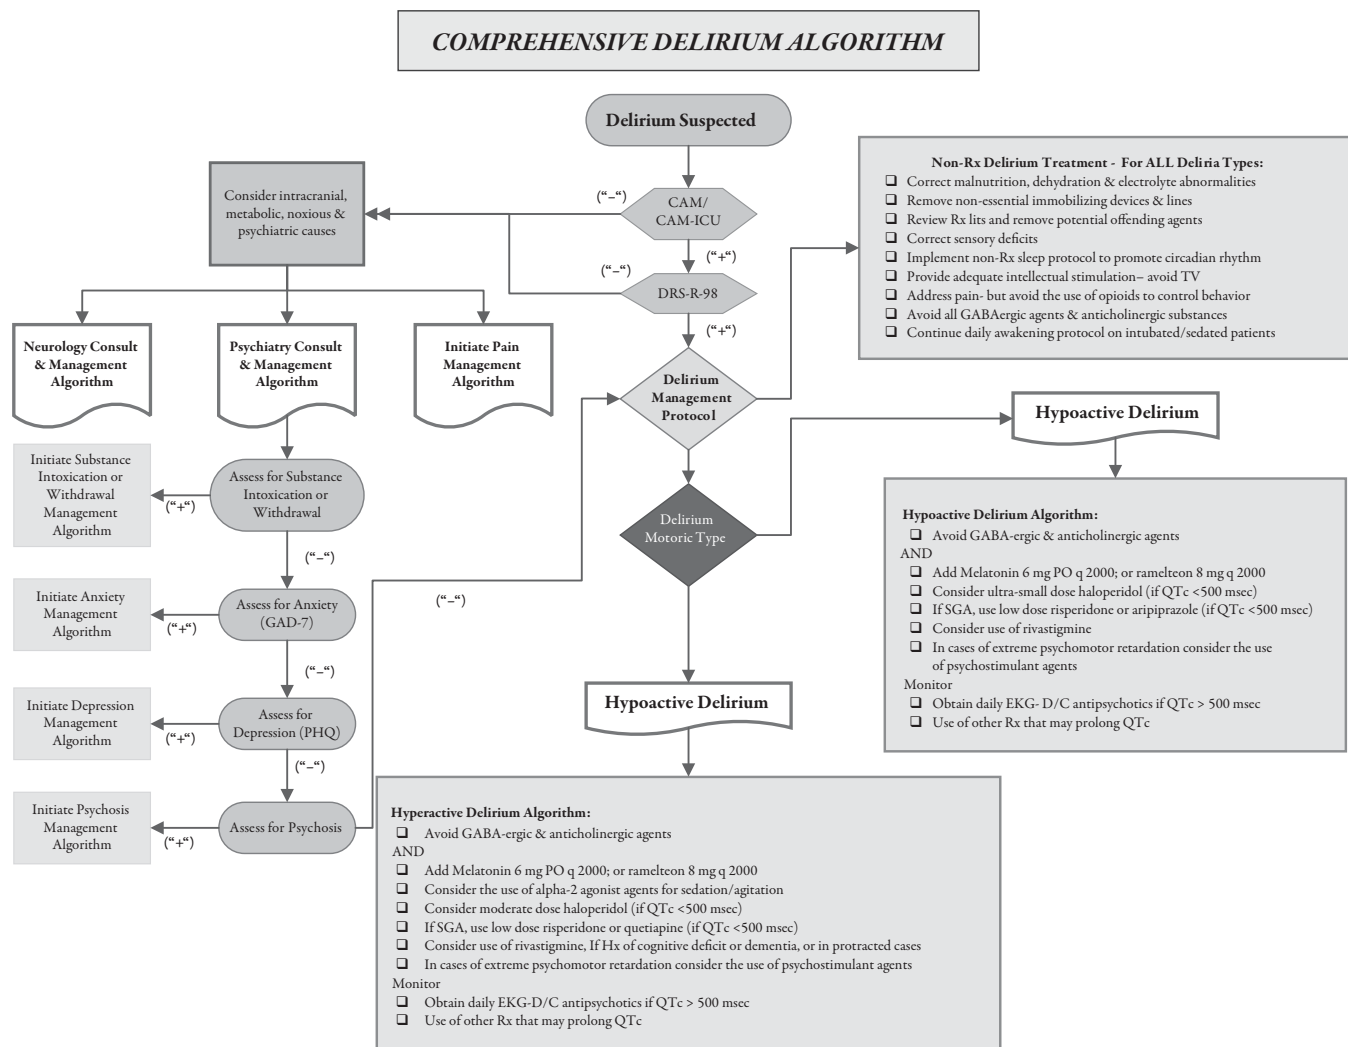 COMPREHENSIVE DELIRIUM ALGORITHM
Delirium Suspected
CAM/
CAM-ICU
(“–“)
(“+“)
DRS-R-98
(“–“)
(“+“)
Delirium
Management
Protocol
Delirium
Motoric Type
Consider intracranial,
metabolic, noxious &
psychiatric causes
Neurology Consult
& Management
Algorithm
Psychiatry Consult
& Management
Algorithm
Initiate Pain
Management
Algorithm
Initiate Substance
Intoxication or
Withdrawal
Management
Algorithm
(“+“)
Assess for Substance
Intoxication or
Withdrawal
(“–“)
Initiate Anxiety
Management
Algorithm
(“+“)
Assess for Anxiety
(GAD-7)
(“–“)
Initiate Depression
Management
Algorithm
(“+“)
Assess for
Depression (PHQ)
(“–“)
Initiate Psychosis
Management
Algorithm
(“+“)
Assess for Psychosis
(“–“)
Non-Rx Delirium Treatment - For ALL Deliria Types:
❑ Correct malnutrition, dehydration & electrolyte abnormalities
❑ Remove non-essential immobilizing devices & lines
❑ Review Rx lits and remove potential offending agents
❑ Correct sensory deficits
❑ Implement non-Rx sleep protocol to promote circadian rhythm
❑ Provide adequate intellectual stimulation– avoid TV
❑ Address pain- but avoid the use of opioids to control behavior
❑ Avoid all GABAergic agents & anticholinergic substances
❑ Continue daily awakening protocol on intubated/sedated patients
Hypoactive Delirium
Hypoactive Delirium Algorithm:
❑ Avoid GABA-ergic & anticholinergic agents
AND
❑ Add Melatonin 6 mg PO q 2000; or ramelteon 8 mg q 2000
❑ Consider ultra-small dose haloperidol (if QTc <500 msec)
❑ If SGA, use low dose risperidone or aripiprazole (if QTc <500 msec)
❑ Consider use of rivastigmine
❑ In cases of extreme psychomotor retardation consider the use
of psychostimulant agents
Monitor
❑ Obtain daily EKG- D/C antipsychotics if QTc > 500 msec
❑ Use of other Rx that may prolong QTc
Hypoactive Delirium
Hyperactive Delirium Algorithm:
❑ Avoid GABA-ergic & anticholinergic agents
AND
❑ Add Melatonin 6 mg PO q 2000; or ramelteon 8 mg q 2000
❑ Consider the use of alpha-2 agonist agents for sedation/agitation
❑ Consider moderate dose haloperidol (if QTc <500 msec)
❑ If SGA, use low dose risperidone or quetiapine (if QTc <500 msec)
❑ Consider use of rivastigmine, If Hx of cognitive deficit or dementia, or in protracted cases
❑ In cases of extreme psychomotor retardation consider the use of psychostimulant agents
Monitor
❑ Obtain daily EKG-D/C antipsychotics if QTc > 500 msec
❑ Use of other Rx that may prolong QTc